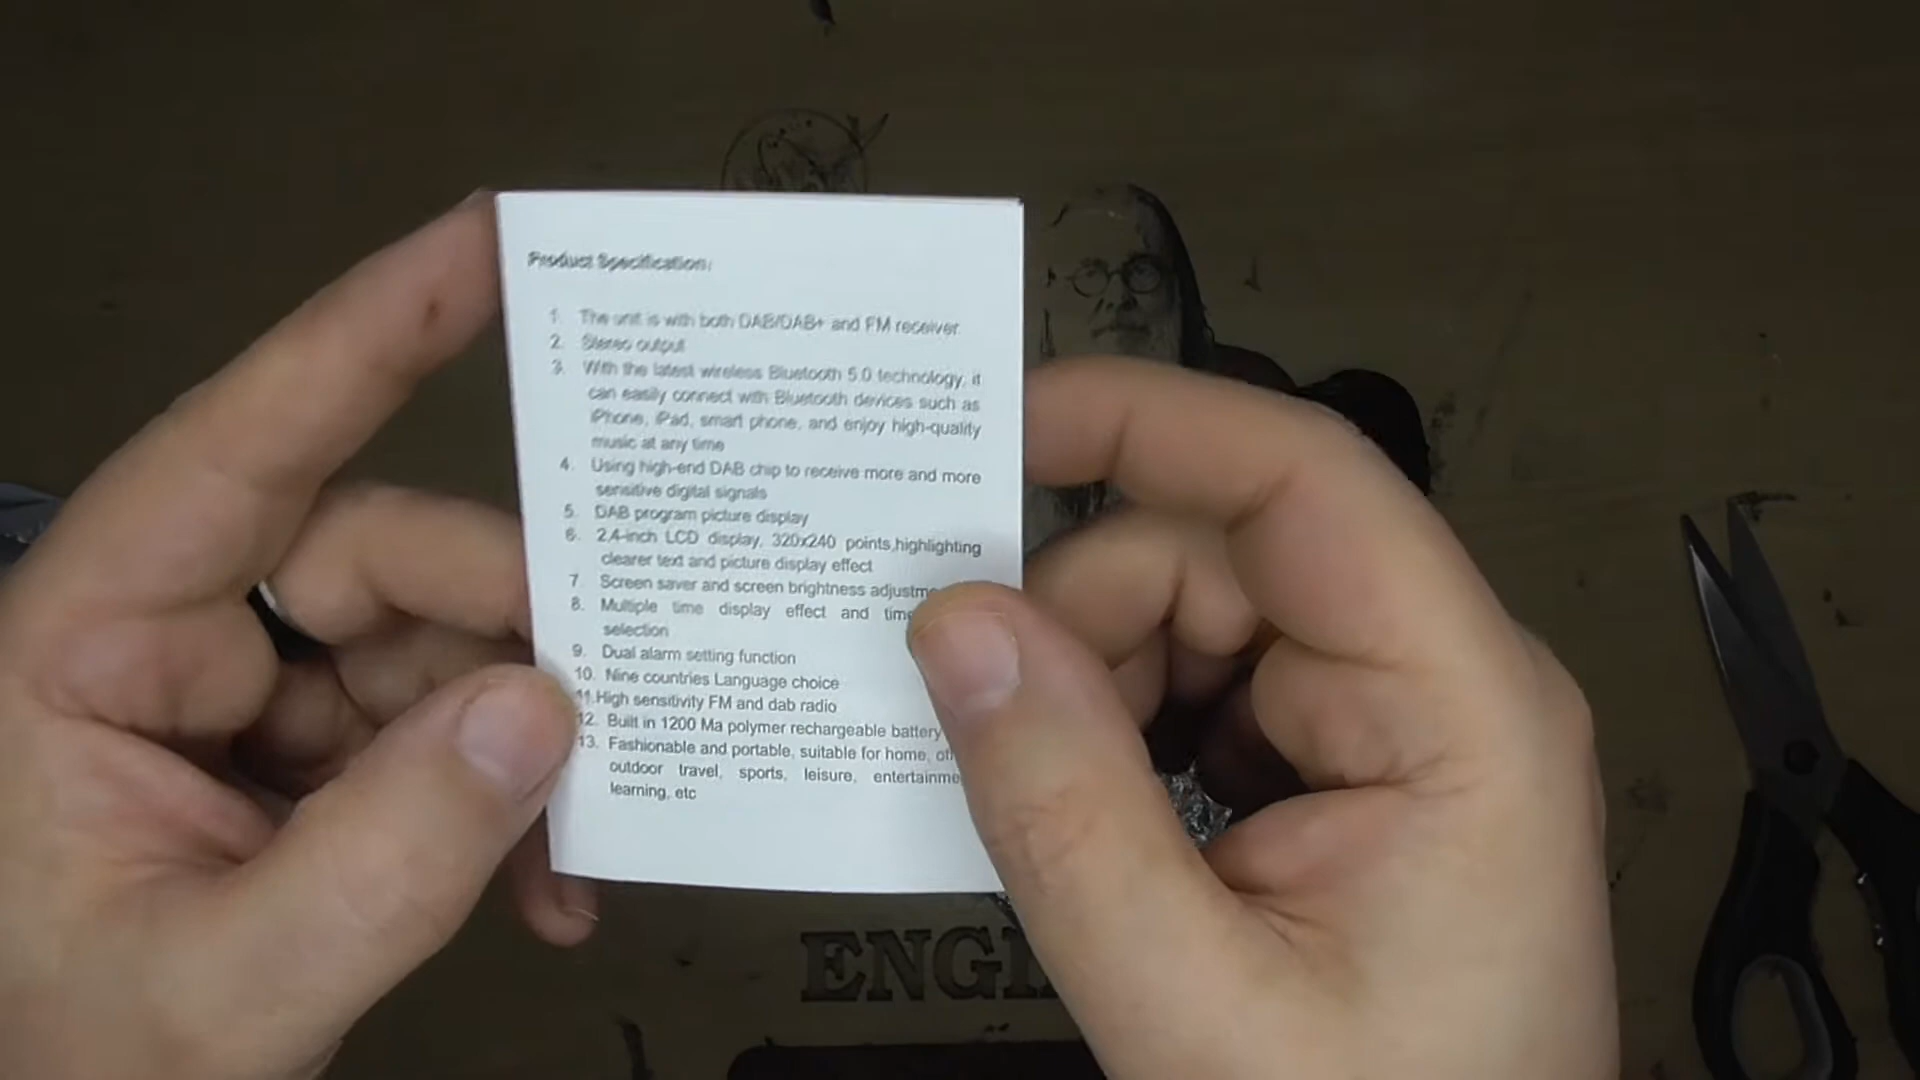 Product Specification:
1. The unit is with both DAB/DAB+ and FM receiver
2. Stereo output
3. With the latest wireless Bluetooth 5.0 technology, it
can easily connect with Bluetooth devices such as
iPhone, iPad, smart phone, and enjoy high-quality
music at any time
4. Using high-end DAB chip to receive more and more
sensitive digital signals
5. DAB program picture display
6. 2.4-inch LCD display, 320x240 points,highlighting
clearer text and picture display effect
7. Screen saver and screen brightness
8. Multiple time display effect and
selection
9. Dual alarm setting function
10. Nine countries Language choice
11.High sensitivity FM and dab radio
12. Built in 1200 Ma polymer rechargeable battery
13. Fashionable and portable, suitable for home,
outdoor travel, sports, leisure,
learning, etc